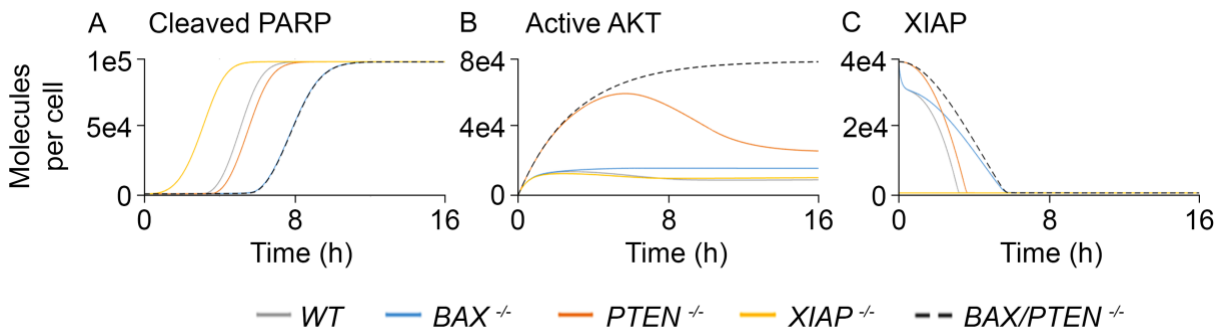 A Cleaved PARP
B Active AKT
C XIAP
Molecules
per cell
1e5
5e4
0
0 8 16
Time (h)
8e4
4e4
0
0 8 16
Time (h)
4e4
2e4
0
0 8 16
Time (h)
WT BAX -/- PTEN -/- XIAP -/- BAX/PTEN -/-